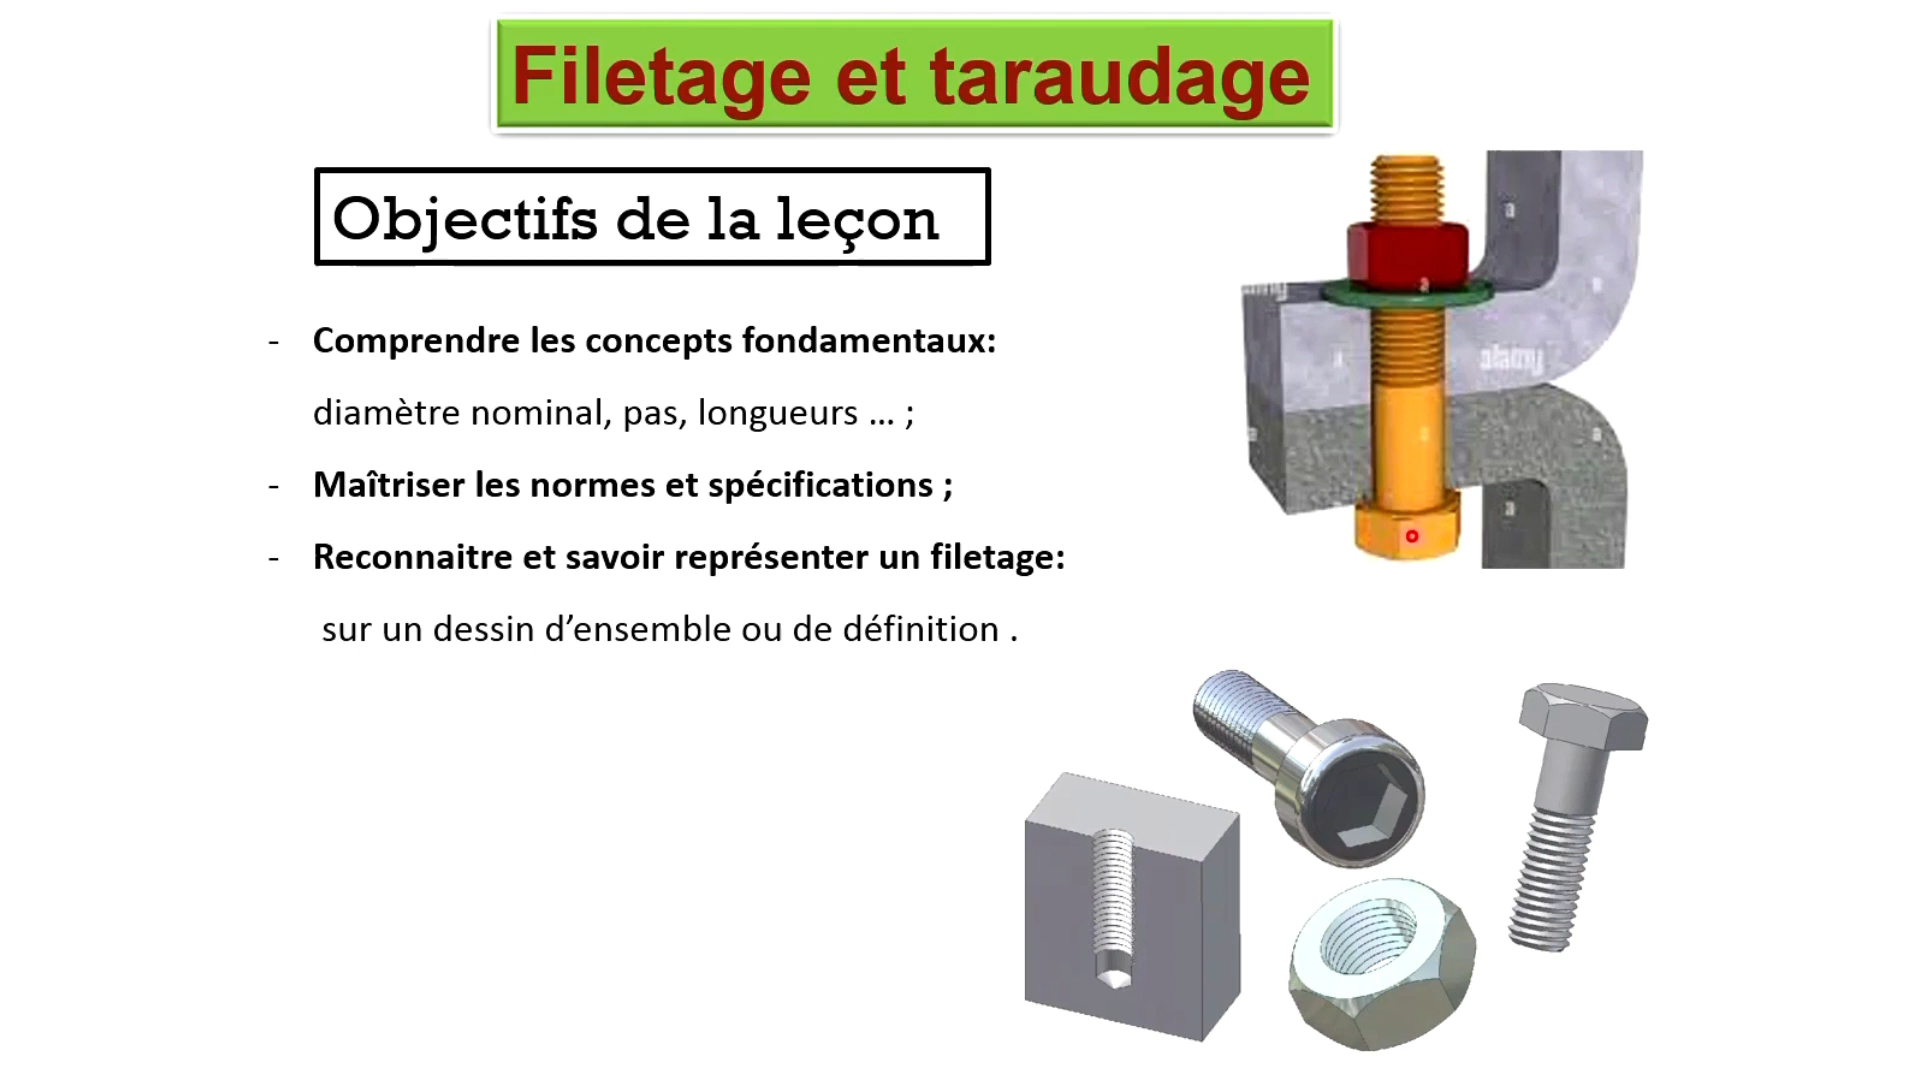 Filetage et taraudage
Objectifs de la leçon
- Comprendre les concepts fondamentaux:
diamètre nominal, pas, longueurs ... ;
- Maîtriser les normes et spécifications ;
- Reconnaitre et savoir représenter un filetage:
sur un dessin d’ensemble ou de définition .
alamy